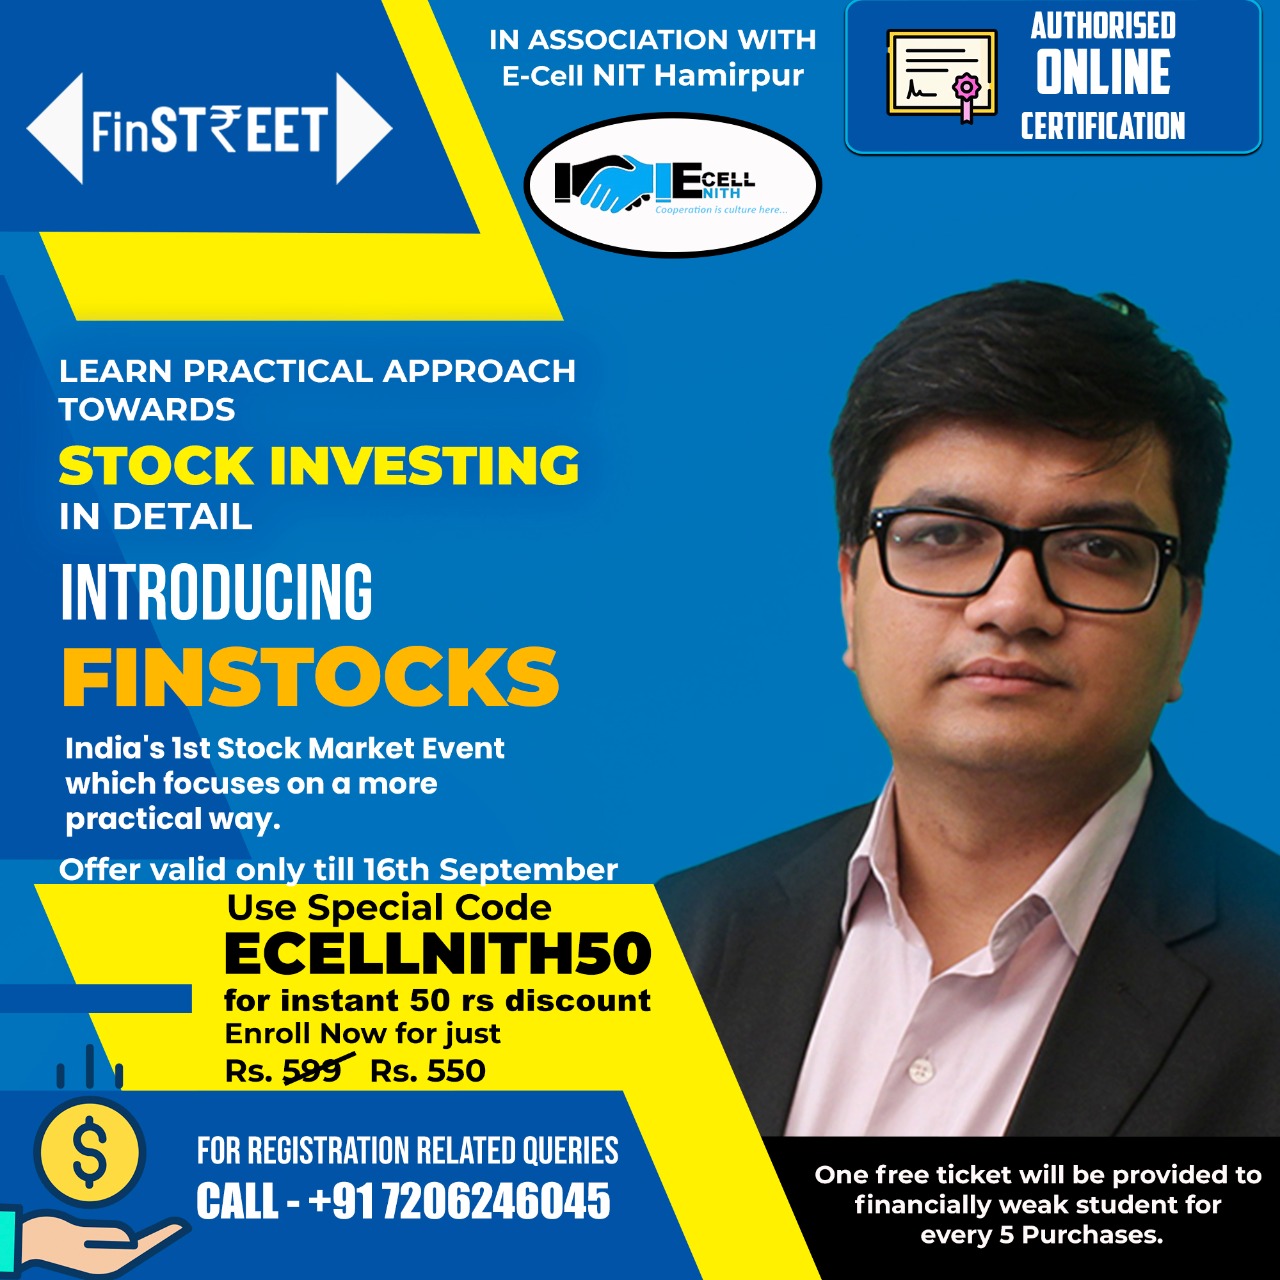 FinST₹EET
IN ASSOCIATION WITH
E-Cell NIT Hamirpur
ECELL
NITH
Cooperation is culture here...
AUTHORISED
ONLINE
CERTIFICATION
LEARN PRACTICAL APPROACH
TOWARDS
STOCK INVESTING
IN DETAIL
INTRODUCING
FINSTOCKS
India's 1st Stock Market Event
which focuses on a more
practical way.
Offer valid only till 16th September
Use Special Code
ECELLNITH50
for instant 50 rs discount
Enroll Now for just
Rs. 599 Rs. 550
$
FOR REGISTRATION RELATED QUERIES
CALL - +91 7206246045
One free ticket will be provided to
financially weak student for
every 5 Purchases.